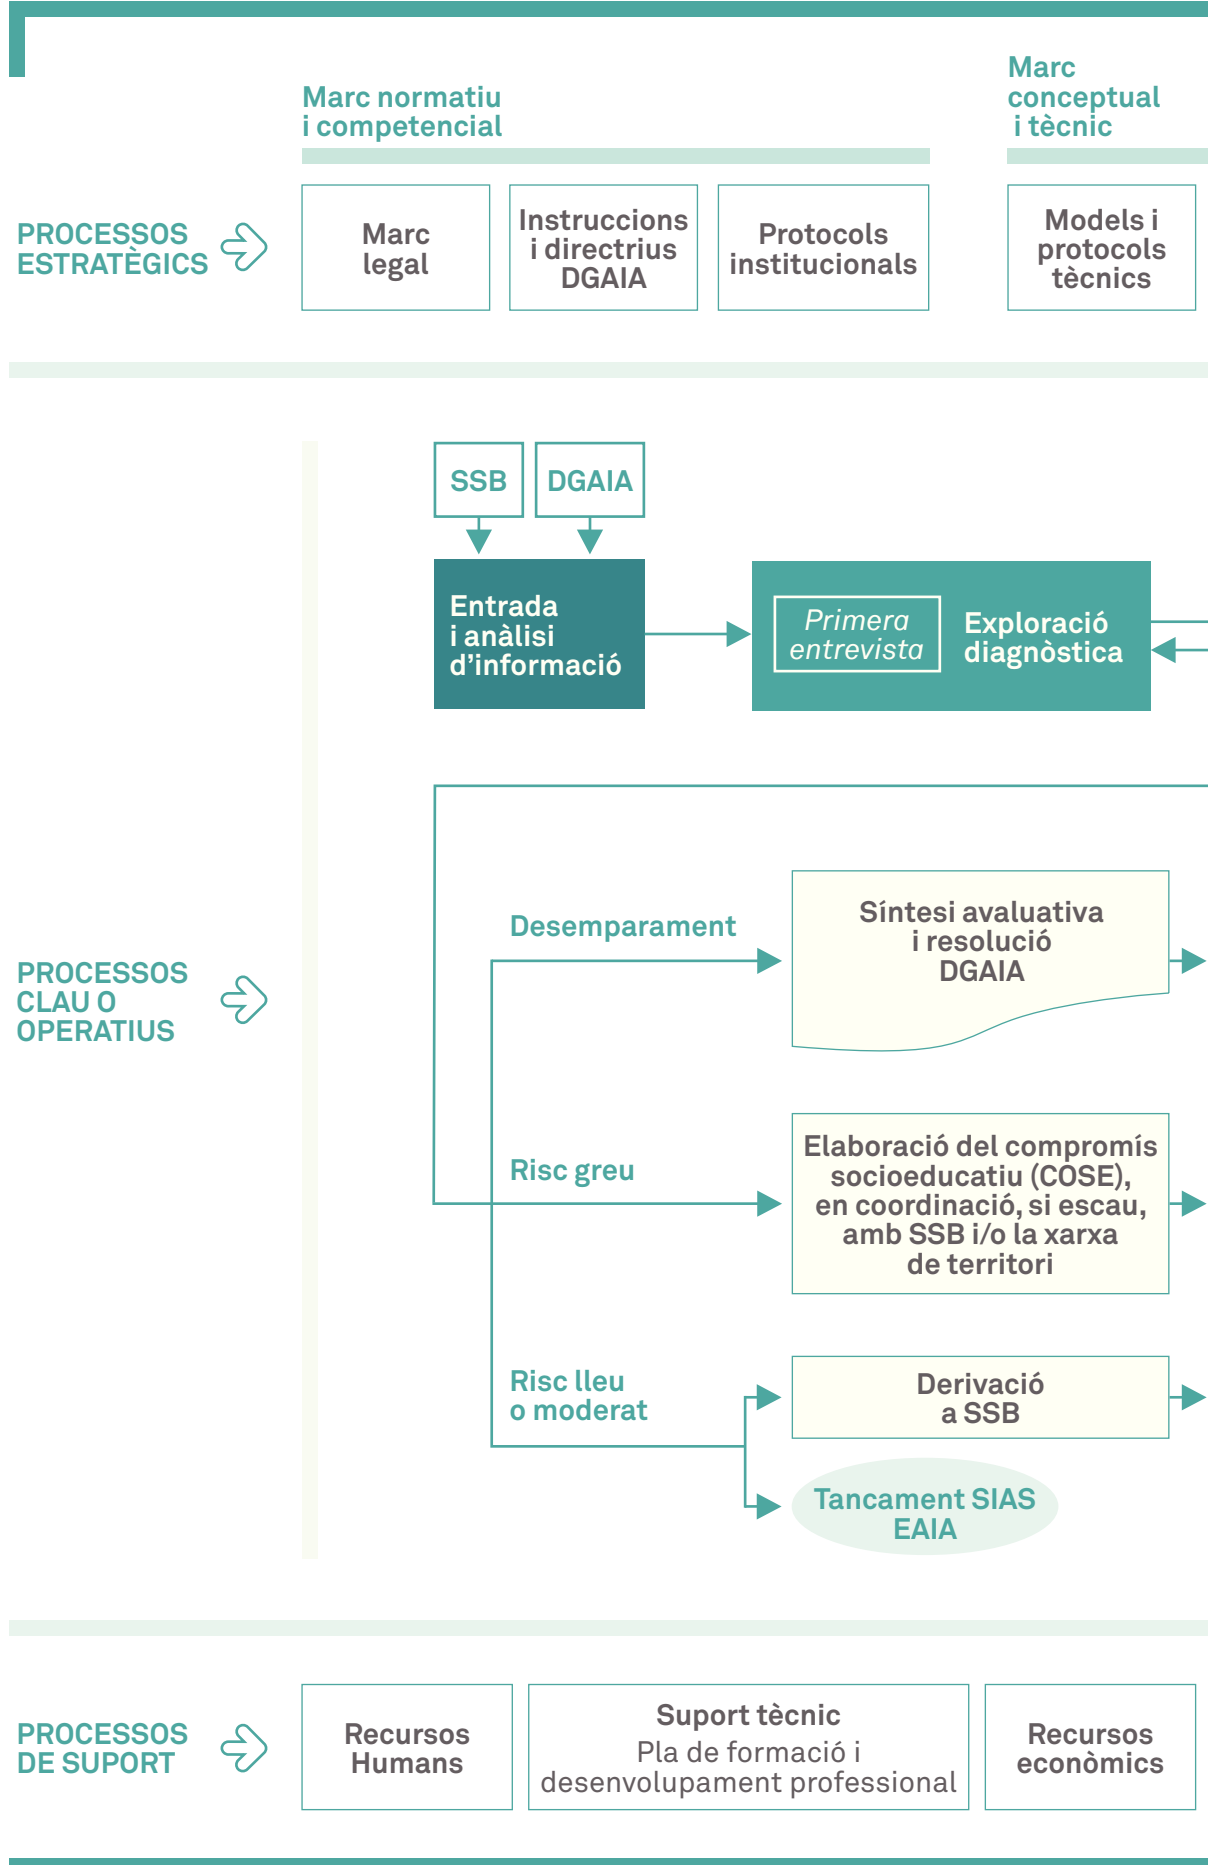 Marc normatiu
i competencial
Marc
conceptual
i tècnic
PROCESSOS
ESTRATÈGICS
Marc
legal
Instruccions
i directrius
DGAIA
Protocols
institucionals
Models i
protocols
tècnics
SSB
DGAIA
Entrada
i anàlisi
d'informació
Primera
entrevista
Exploració
diagnòstica
PROCESSOS
CLAU O
OPERATIUS
Desemparament
Síntesi avaluativa
i resolució
DGAIA
Risc greu
Elaboració del compromís
socioeducatiu (COSE),
en coordinació, si escau,
amb SSB i/o la xarxa
de territori
Risc lleu
o moderat
Derivació
a SSB
Tancament SIAS
EAIA
PROCESSOS
DE SUPORT
Recursos
Humans
Suport tècnic
Pla de formació i
desenvolupament professional
Recursos
econòmics